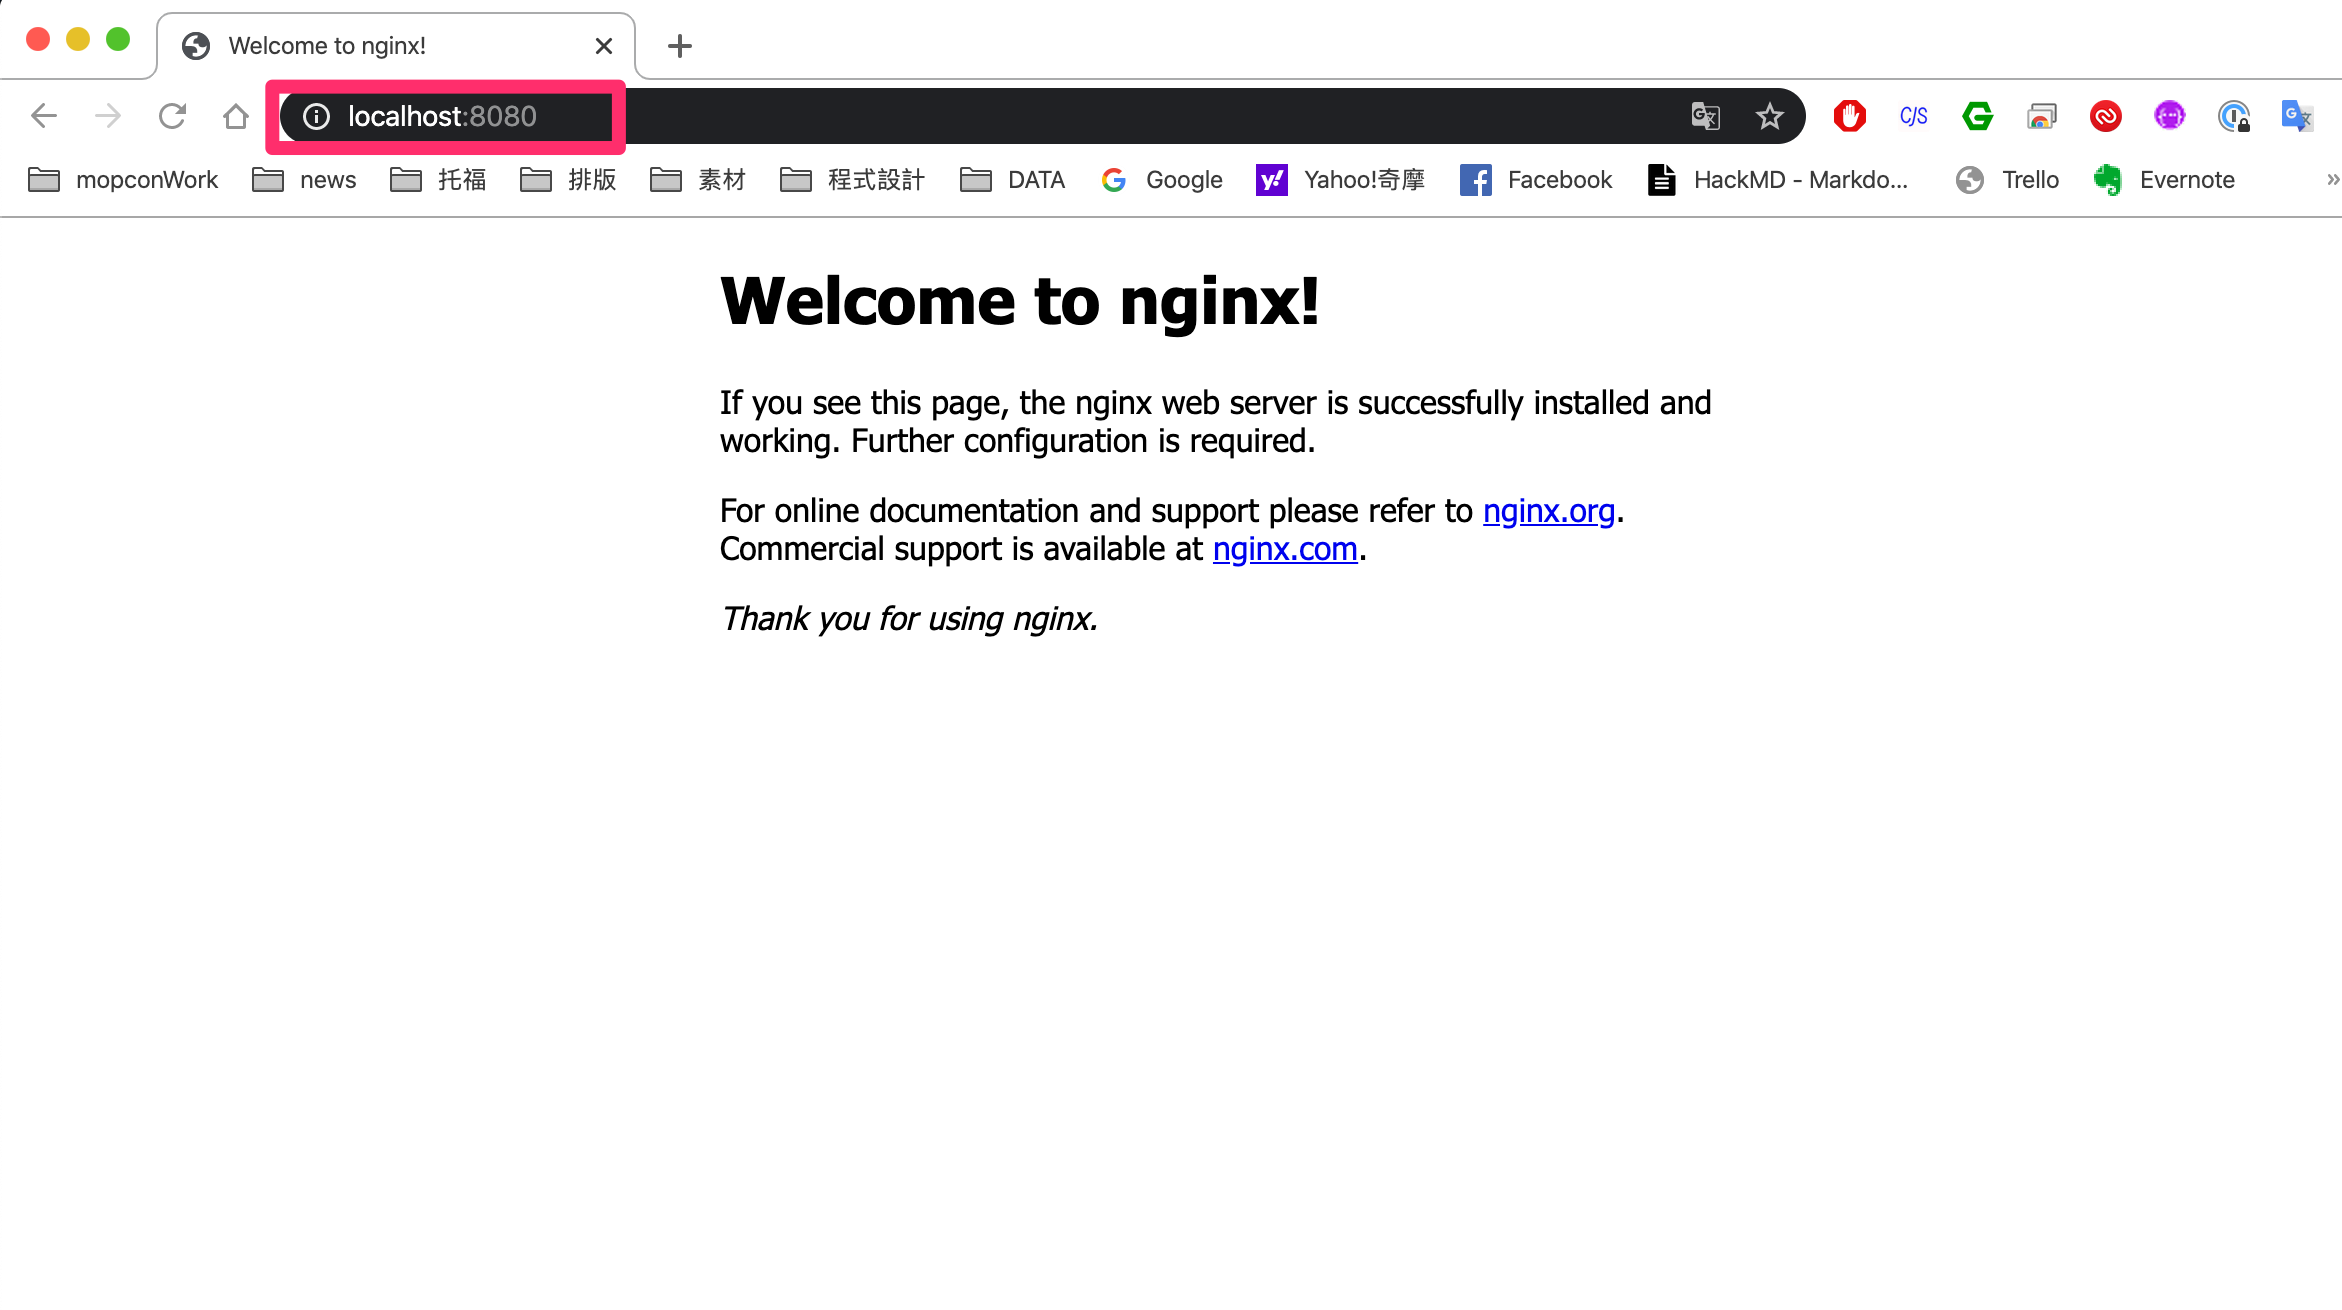 Welcome to nginx!
localhost:8080
CJS
mopconWork news 托福 排版 素材 程式設計 DATA Google Yahoo!奇摩 Facebook HackMD - Markdo... Trello Evernote »
Welcome to nginx!
If you see this page, the nginx web server is successfully installed and
working. Further configuration is required.
For online documentation and support please refer to nginx.org.
Commercial support is available at nginx.com.
Thank you for using nginx.